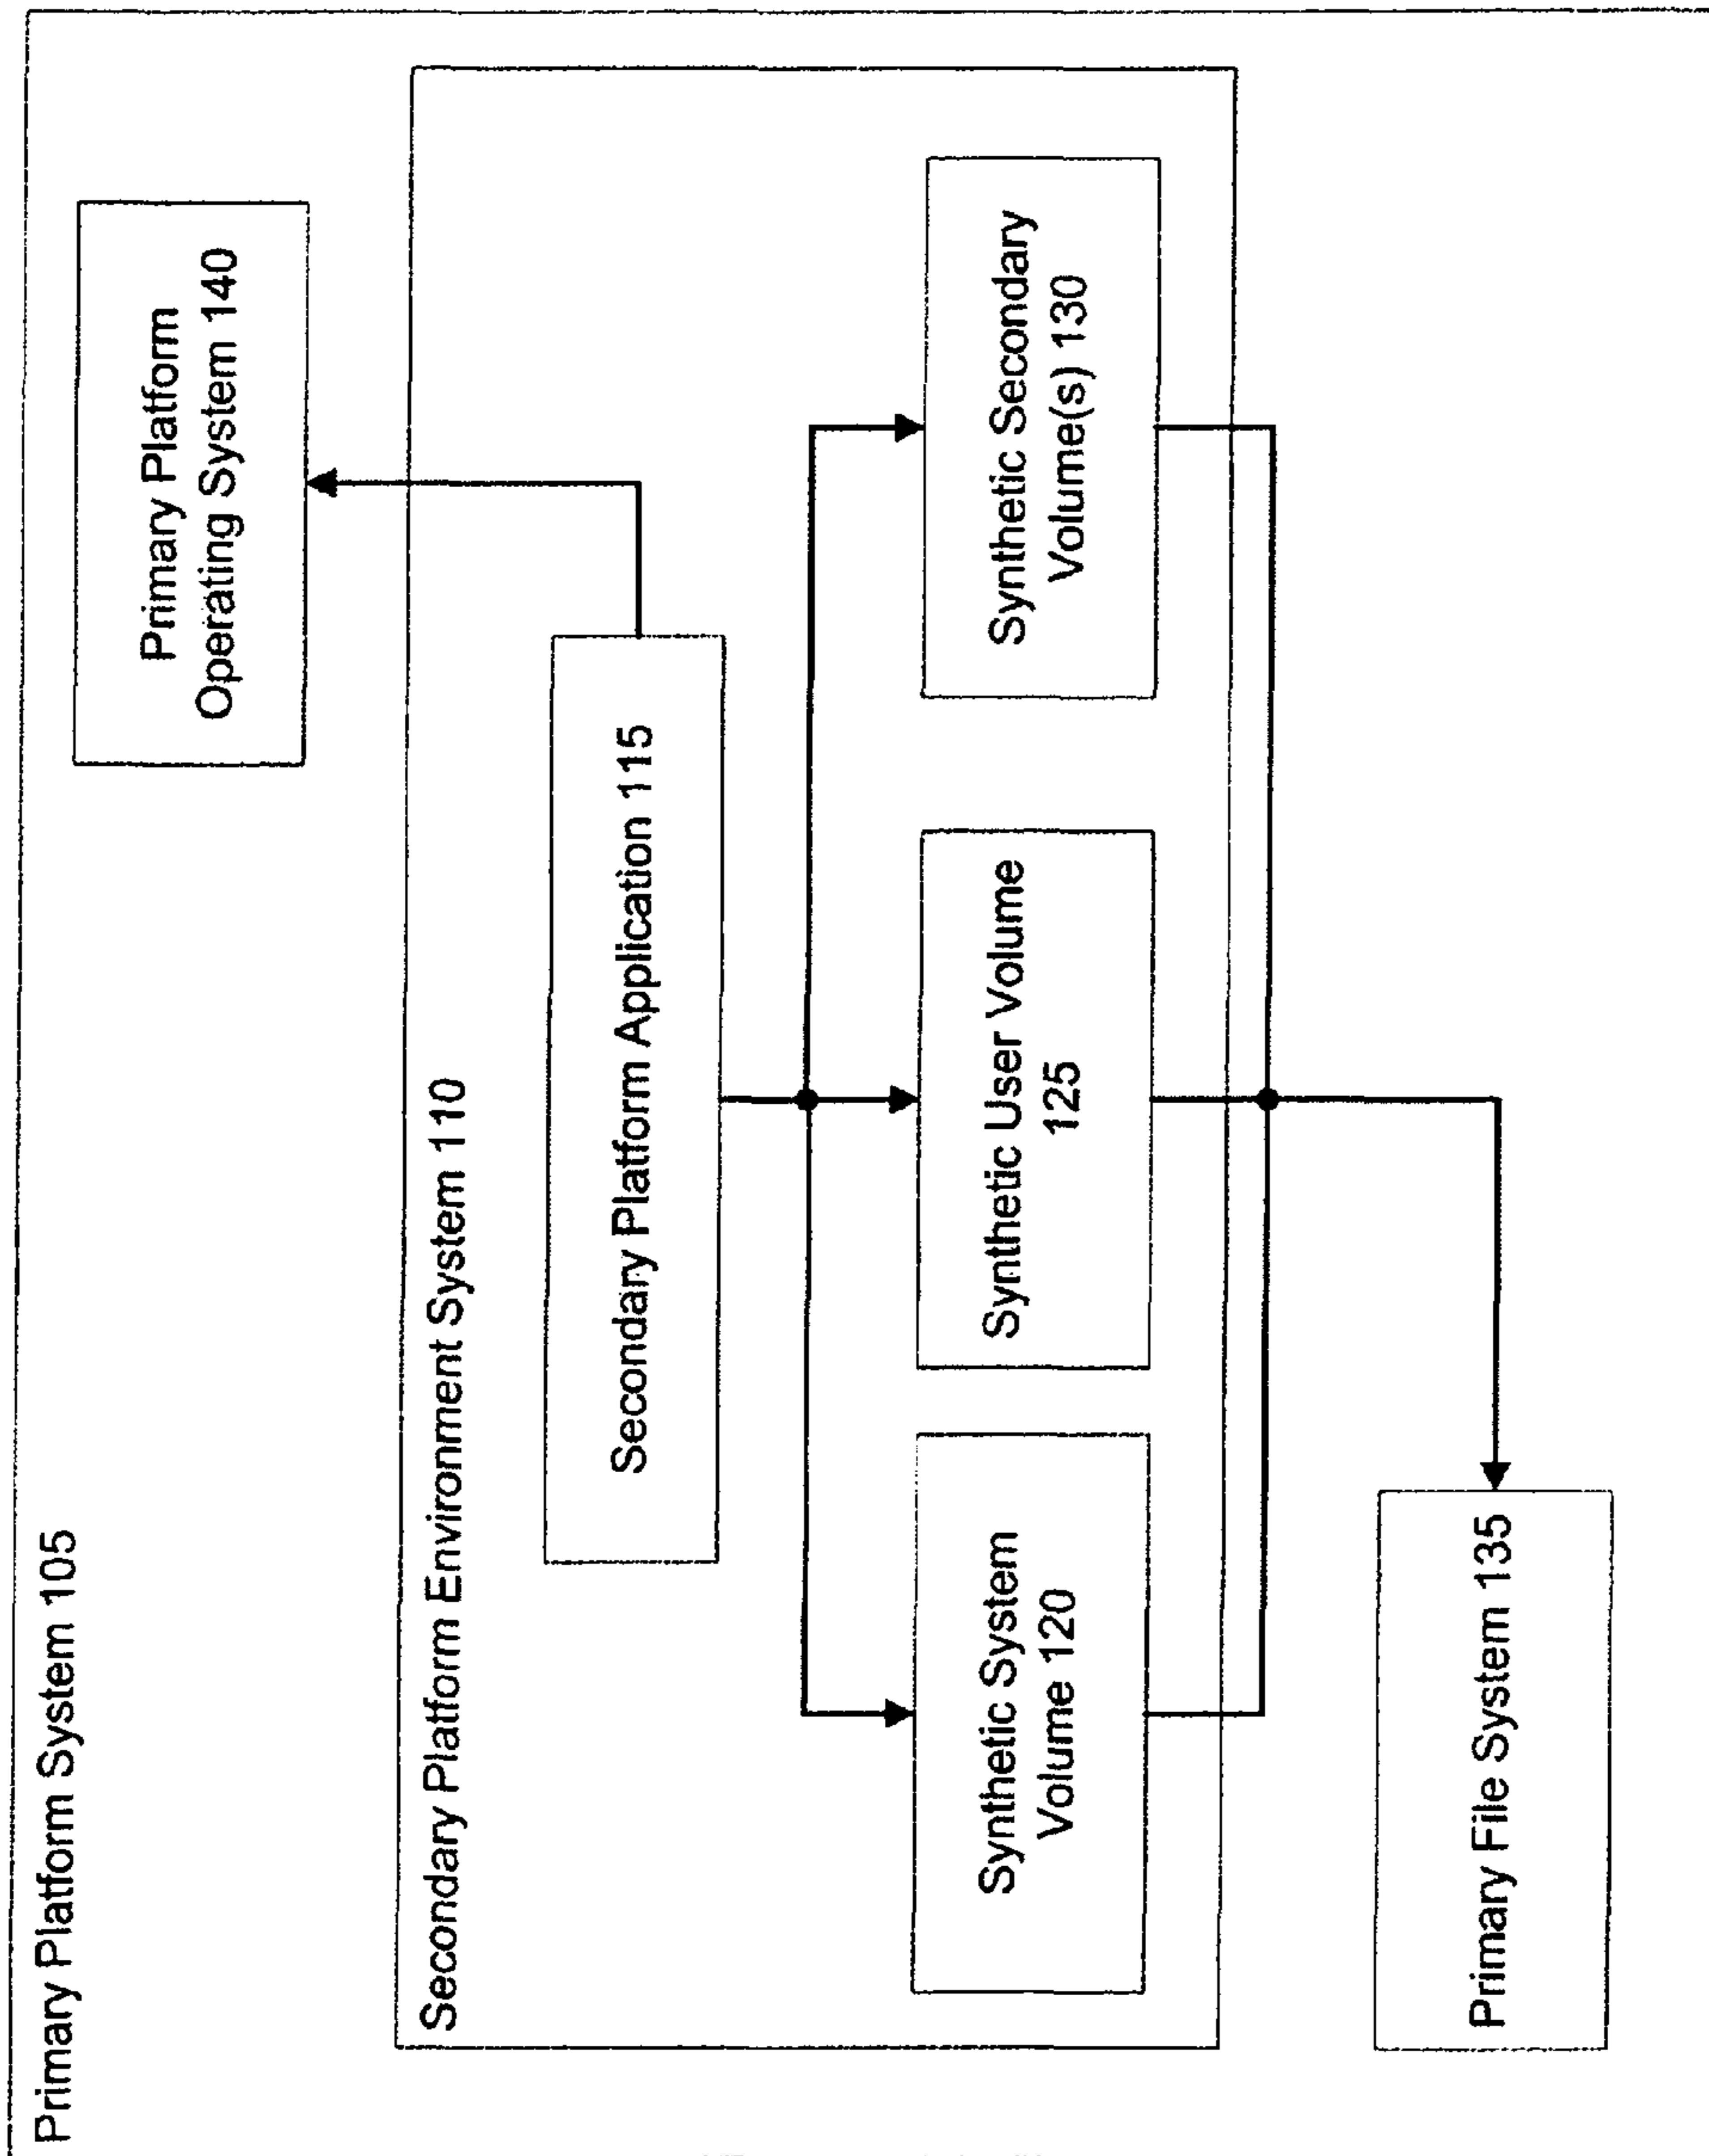 Primary Platform System 105
Primary Platform
Operating System 140
Secondary Platform Environment System 110
Secondary Platform Application 115
Synthetic System
Volume 120
Synthetic User Volume
125
Synthetic Secondary
Volume(s) 130
Primary File System 135